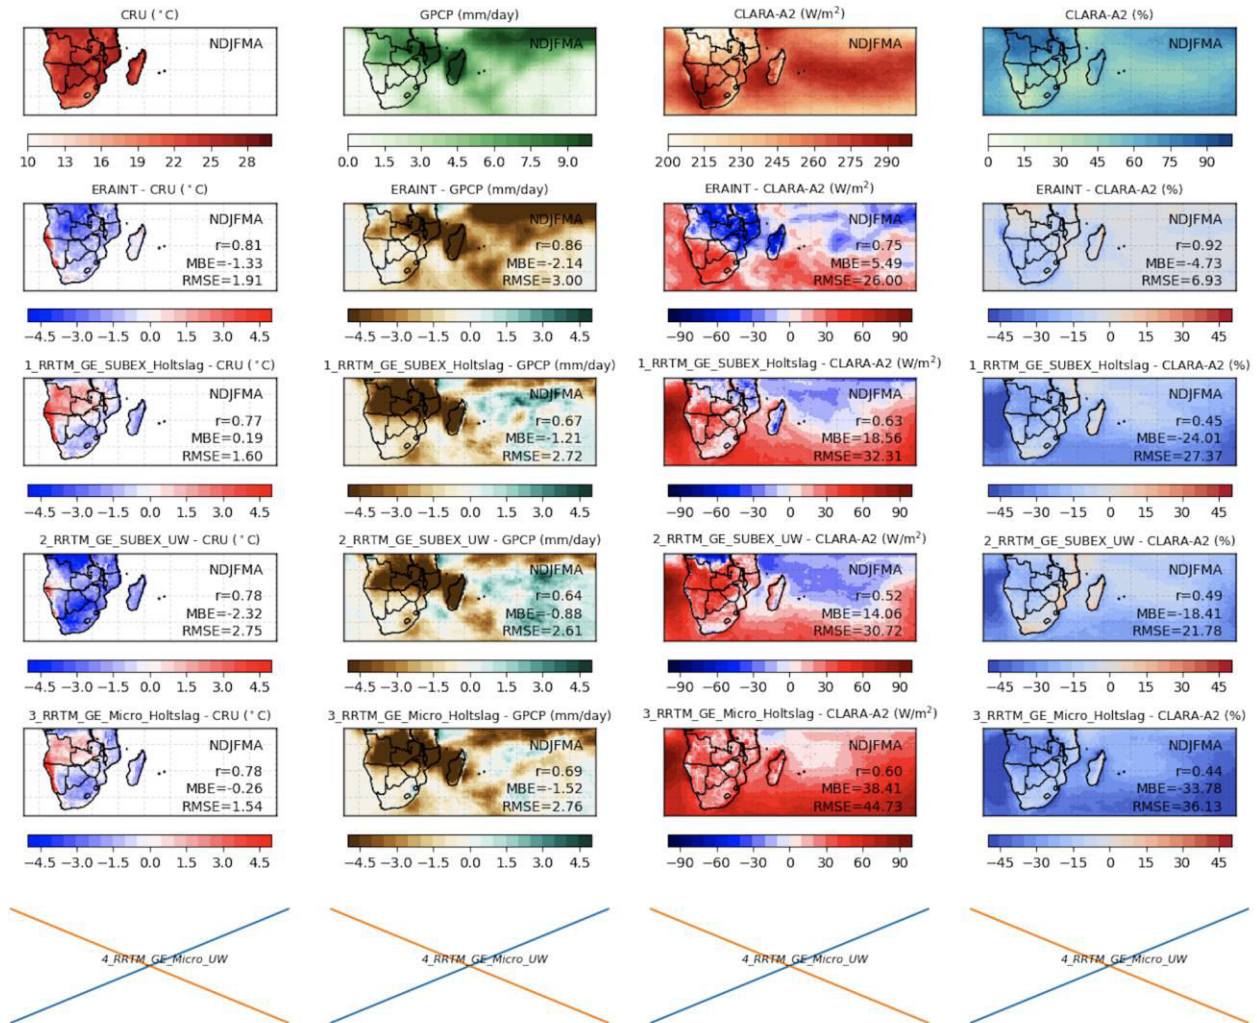 CRU (°C)
GPCP (mm/day)
CLARA-A2 (W/m²)
CLARA-A2 (%)
NDJFMA
NDJFMA
NDJFMA
NDJFMA
10 13 16 19 22 25 28
0.0 1.5 3.0 4.5 6.0 7.5 9.0
200 215 230 245 260 275 290
0 15 30 45 60 75 90
ERAINT - CRU (°C)
ERAINT - GPCP (mm/day)
ERAINT - CLARA-A2 (W/m²)
ERAINT - CLARA-A2 (%)
NDJFMA
r=0.81
MBE=-1.33
RMSE=1.91
NDJFMA
r=0.86
MBE=-2.14
RMSE=3.00
NDJFMA
r=0.75
MBE=5.49
RMSE=26.00
NDJFMA
r=0.92
MBE=-4.73
RMSE=6.93
−4.5 −3.0 −1.5 0.0 1.5 3.0 4.5
−4.5 −3.0 −1.5 0.0 1.5 3.0 4.5
−90 −60 −30 0 30 60 90
−45 −30 −15 0 15 30 45
1_RRTM_GE_SUBEX_Holtslag - CRU (°C)
1_RRTM_GE_SUBEX_Holtslag - GPCP (mm/day)
1_RRTM_GE_SUBEX_Holtslag - CLARA-A2 (W/m²)
1_RRTM_GE_SUBEX_Holtslag - CLARA-A2 (%)
NDJFMA
r=0.77
MBE=0.19
RMSE=1.60
NDJFMA
r=0.67
MBE=-1.21
RMSE=2.72
NDJFMA
r=0.63
MBE=18.56
RMSE=32.31
NDJFMA
r=0.45
MBE=-24.01
RMSE=27.37
−4.5 −3.0 −1.5 0.0 1.5 3.0 4.5
−4.5 −3.0 −1.5 0.0 1.5 3.0 4.5
−90 −60 −30 0 30 60 90
−45 −30 −15 0 15 30 45
2_RRTM_GE_SUBEX_UW - CRU (°C)
2_RRTM_GE_SUBEX_UW - GPCP (mm/day)
2_RRTM_GE_SUBEX_UW - CLARA-A2 (W/m²)
2_RRTM_GE_SUBEX_UW - CLARA-A2 (%)
NDJFMA
r=0.78
MBE=-2.32
RMSE=2.75
NDJFMA
r=0.64
MBE=-0.88
RMSE=2.61
NDJFMA
r=0.52
MBE=14.06
RMSE=30.72
NDJFMA
r=0.49
MBE=-18.41
RMSE=21.78
−4.5 −3.0 −1.5 0.0 1.5 3.0 4.5
−4.5 −3.0 −1.5 0.0 1.5 3.0 4.5
−90 −60 −30 0 30 60 90
−45 −30 −15 0 15 30 45
3_RRTM_GE_Micro_Holtslag - CRU (°C)
3_RRTM_GE_Micro_Holtslag - GPCP (mm/day)
3_RRTM_GE_Micro_Holtslag - CLARA-A2 (W/m²)
3_RRTM_GE_Micro_Holtslag - CLARA-A2 (%)
NDJFMA
r=0.78
MBE=-0.26
RMSE=1.54
NDJFMA
r=0.69
MBE=-1.52
RMSE=2.76
NDJFMA
r=0.60
MBE=38.41
RMSE=44.73
NDJFMA
r=0.44
MBE=-33.78
RMSE=36.13
−4.5 −3.0 −1.5 0.0 1.5 3.0 4.5
−4.5 −3.0 −1.5 0.0 1.5 3.0 4.5
−90 −60 −30 0 30 60 90
−45 −30 −15 0 15 30 45
4_RRTM_GE_Micro_UW
4_RRTM_GE_Micro_UW
4_RRTM_GE_Micro_UW
4_RRTM_GE_Micro_UW